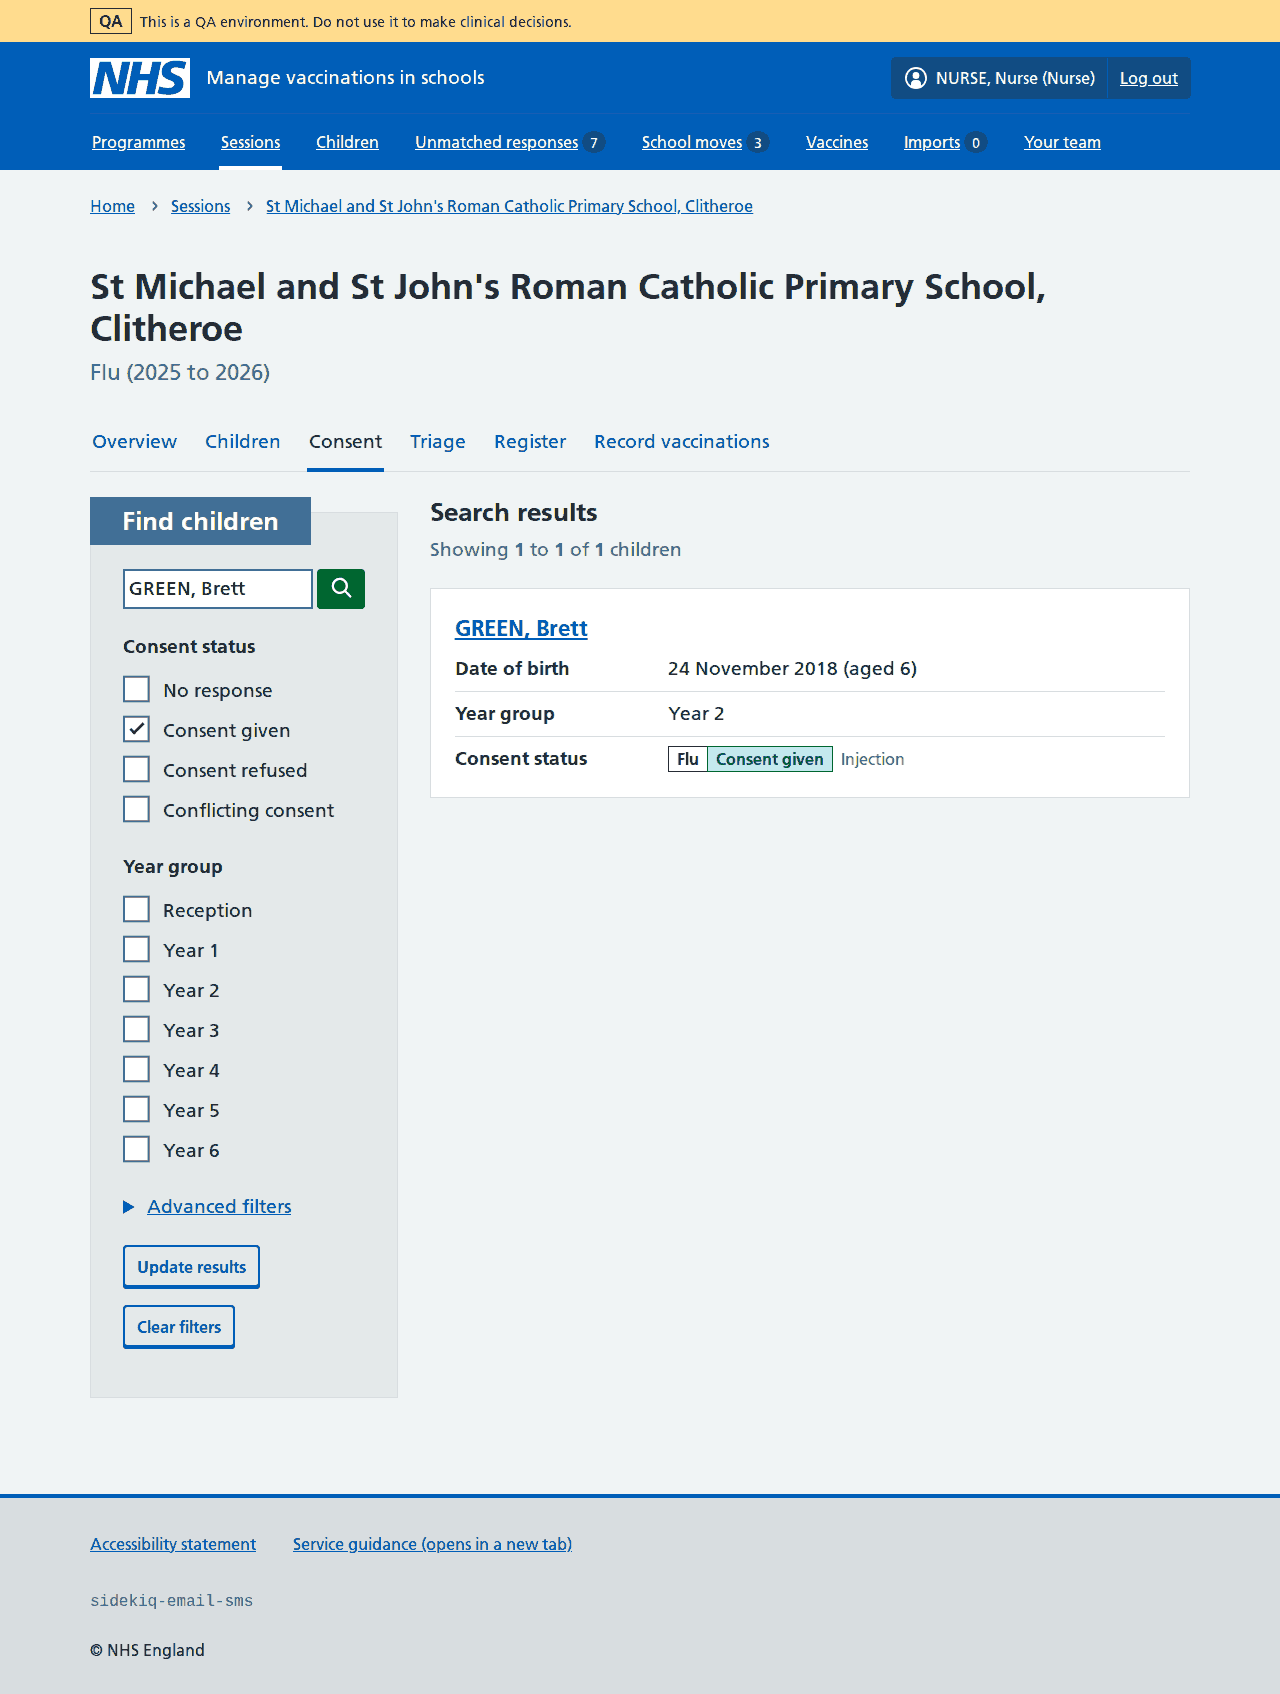 QA This is a QA environment. Do not use it to make clinical decisions.
NHS Manage vaccinations in schools NURSE, Nurse (Nurse) Log out
Programmes Sessions Children Unmatched responses 7 School moves 3 Vaccines Imports 0 Your team
Home Sessions St Michael and St John's Roman Catholic Primary School, Clitheroe
St Michael and St John's Roman Catholic Primary School,
Clitheroe
Flu (2025 to 2026)
Overview Children Consent Triage Register Record vaccinations
Find children
GREEN, Brett
Consent status
No response
Consent given
Consent refused
Conflicting consent
Year group
Reception
Year 1
Year 2
Year 3
Year 4
Year 5
Year 6
Advanced filters
Update results
Clear filters
Search results
Showing 1 to 1 of 1 children
GREEN, Brett
Date of birth 24 November 2018 (aged 6)
Year group Year 2
Consent status Flu Consent given Injection
Accessibility statement Service guidance (opens in a new tab)
sidekiq-email-sms
© NHS England